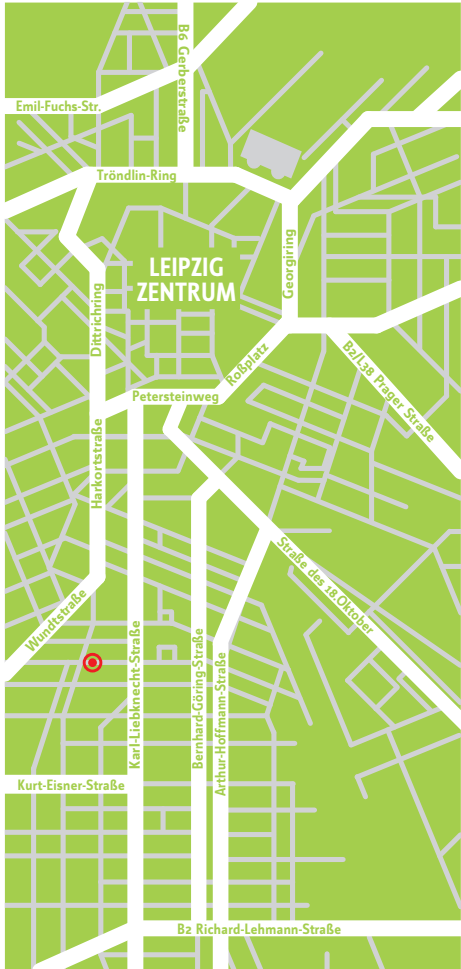 B6 Gerberstraße
Emil-Fuchs-Str.
Tröndlin-Ring
LEIPZIG
ZENTRUM
Georgiring
Dittrichring
Roßplatz
B2/L38 Prager Straße
Petersteinweg
Harkortstraße
Straße des 18.Oktober
Wundtstraße
Karl-Liebknecht-Straße
Bernhard-Göring-Straße
Arthur-Hoffmann-Straße
Kurt-Eisner-Straße
B2 Richard-Lehmann-Straße